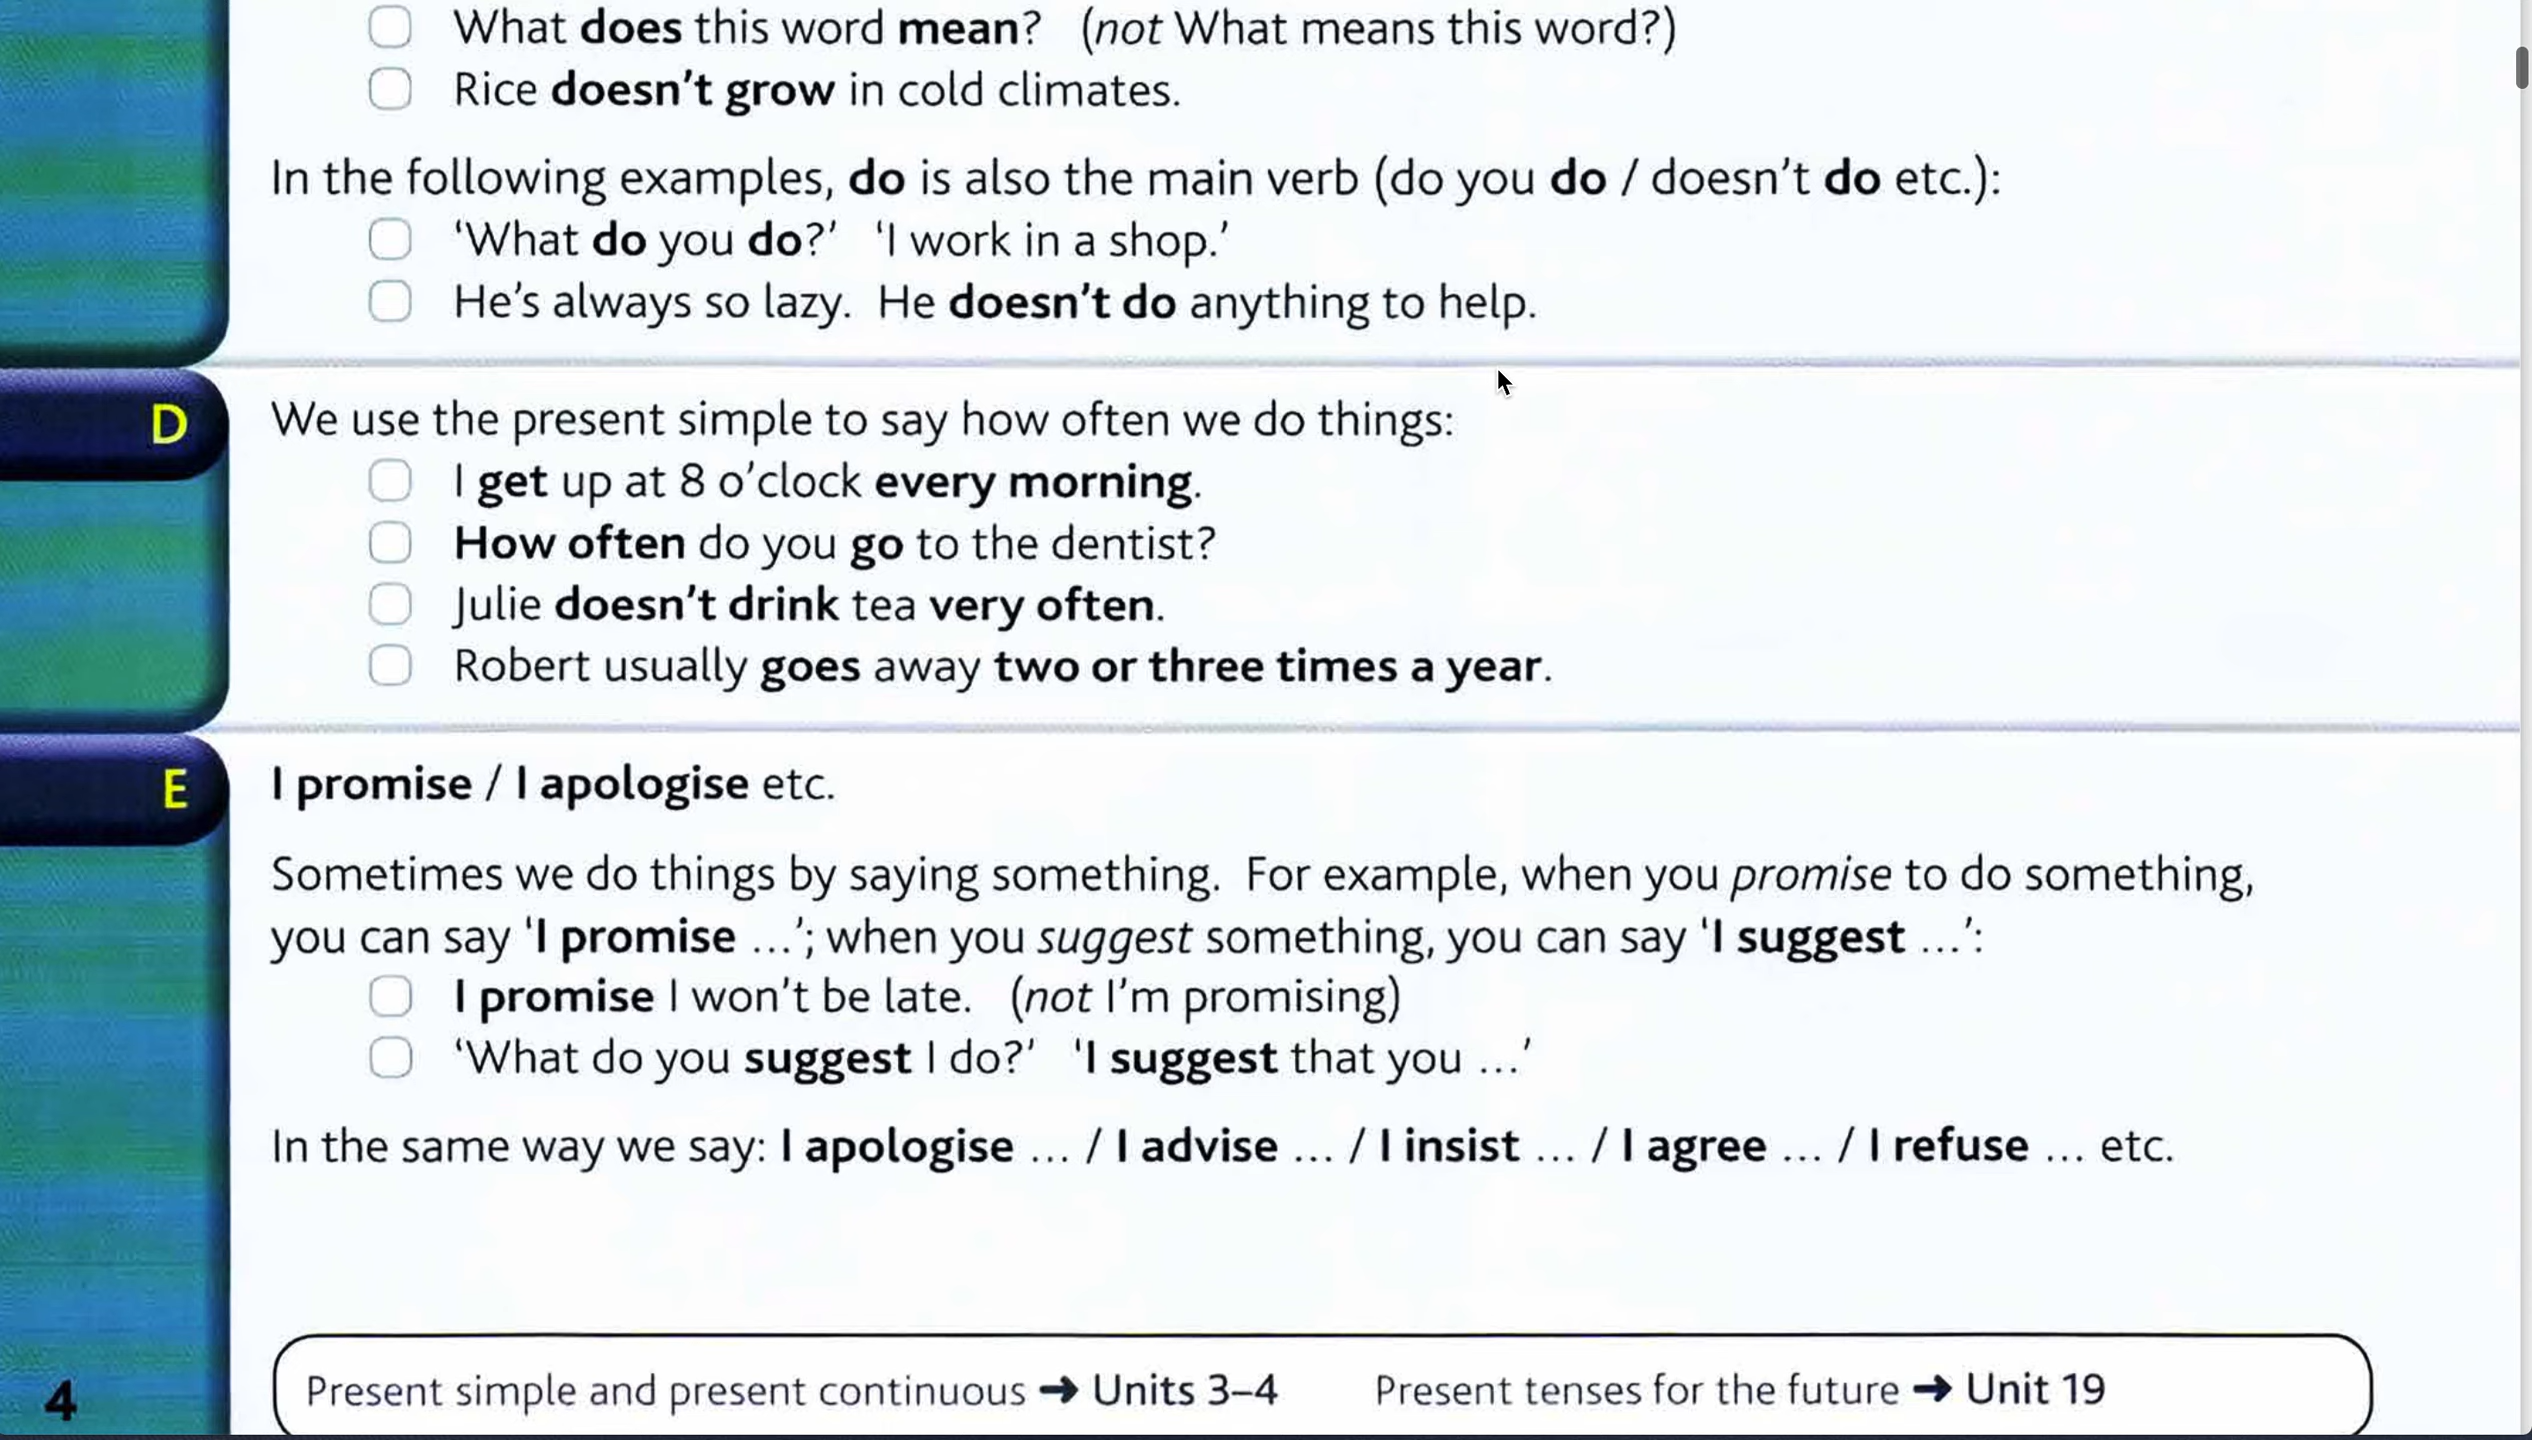 What does this word mean? (not What means this word?)
Rice doesn't grow in cold climates.
In the following examples, do is also the main verb (do you do / doesn't do etc.):
‘What do you do?’ ‘I work in a shop.’
He's always so lazy. He doesn't do anything to help.
D
We use the present simple to say how often we do things:
I get up at 8 o'clock every morning.
How often do you go to the dentist?
Julie doesn't drink tea very often.
Robert usually goes away two or three times a year.
E
I promise / I apologise etc.
Sometimes we do things by saying something. For example, when you promise to do something,
you can say ‘I promise ...’; when you suggest something, you can say ‘I suggest ...’:
I promise I won't be late. (not I'm promising)
‘What do you suggest I do?’ ‘I suggest that you ...’
In the same way we say: I apologise ... / I advise ... / I insist ... / I agree ... / I refuse ... etc.
Present simple and present continuous ➜ Units 3–4 Present tenses for the future ➜ Unit 19
4